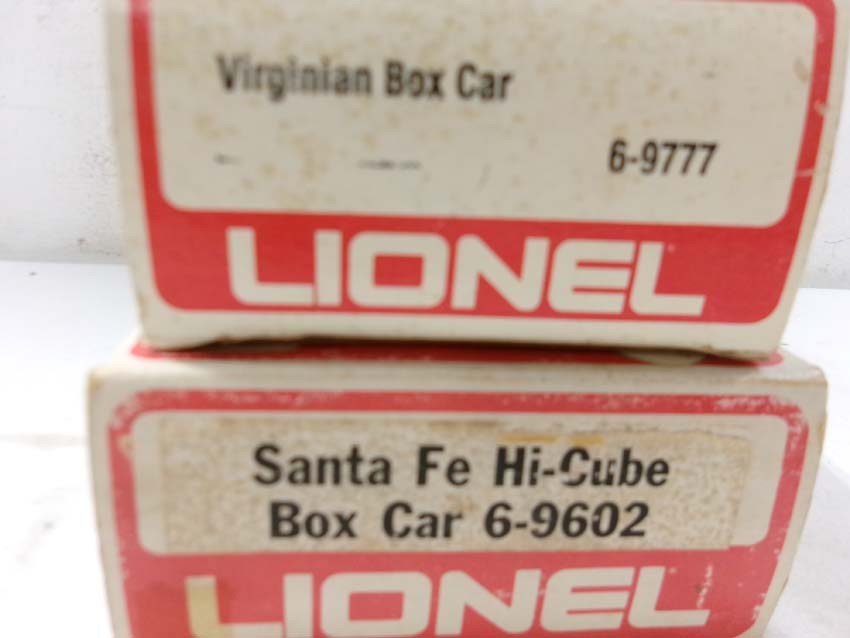 Virginian Box Car
6-9777
LIONEL
Santa Fe Hi-Cube
Box Car 6-9602
LIONEL